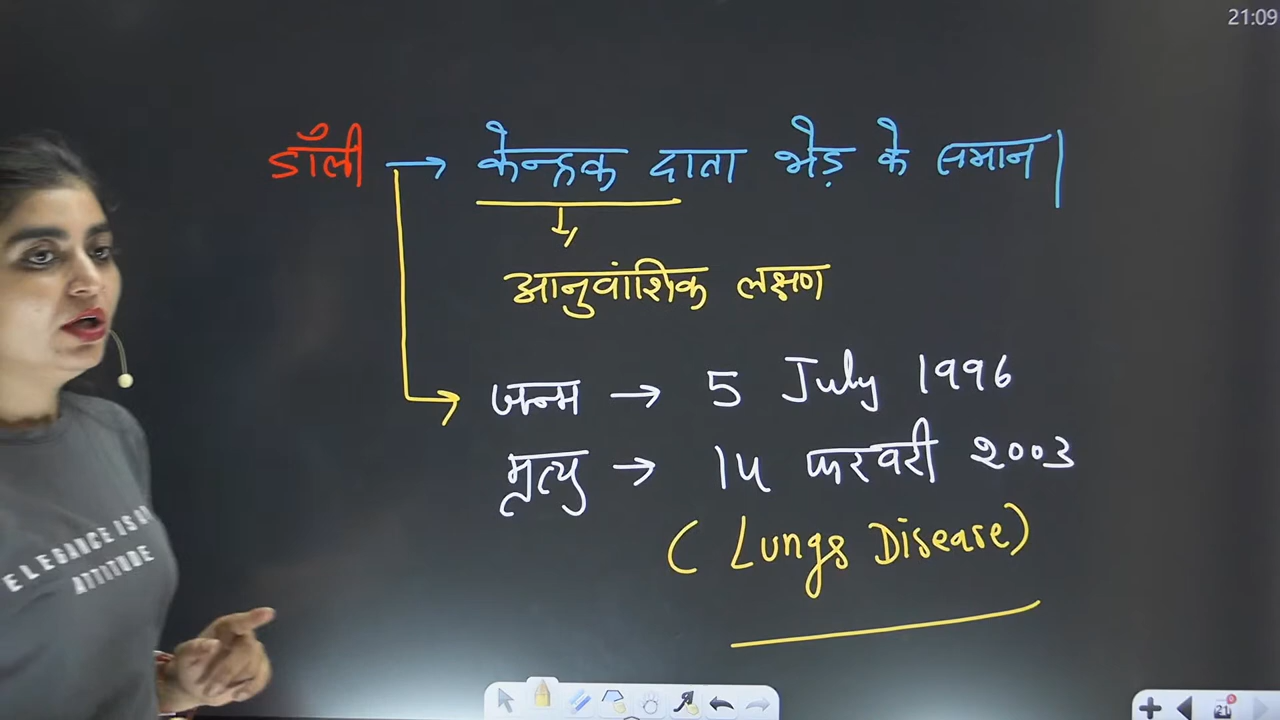 21:09
डॉली → केन्द्रक दाता भेड़ के समान|
आनुवांशिक लक्षण
जन्म → 5 July 1996
मृत्यु → 14 फरवरी 2003
(Lungs Disease)
ELEGANCE IS AN
ATTITUDE
21